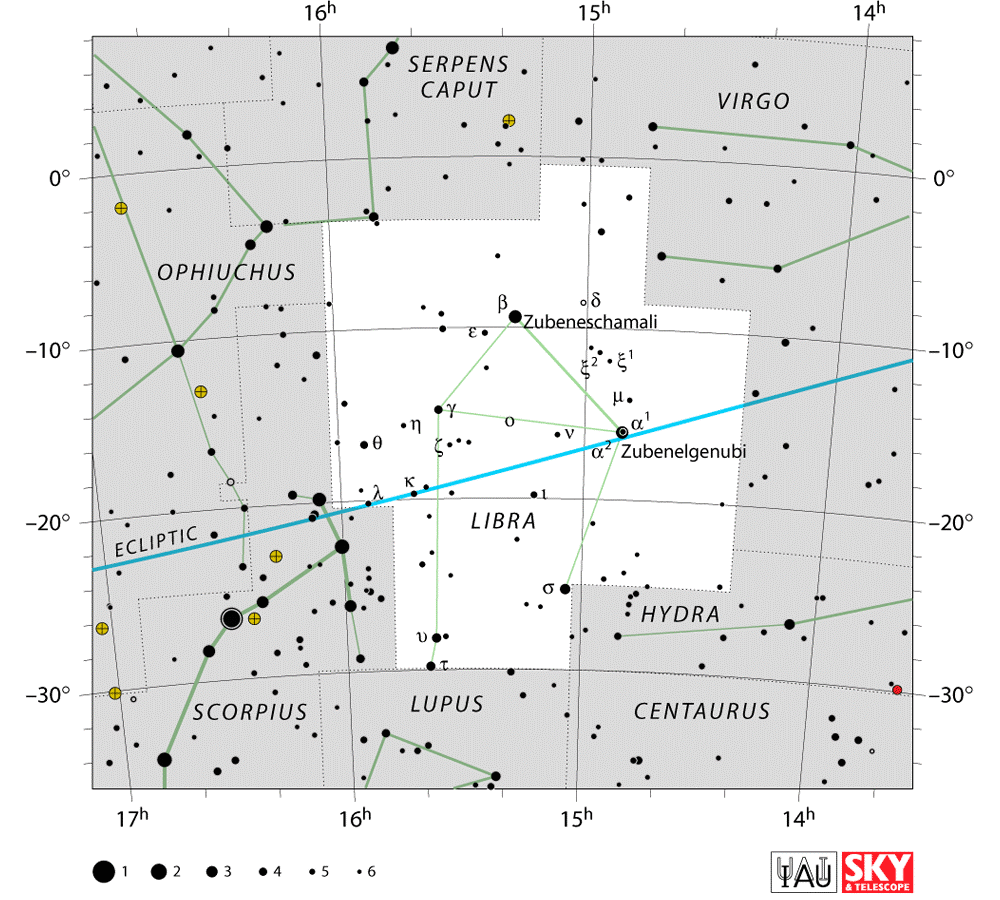 16h 15h 14h
SERPENS
CAPUT
VIRGO
0° 0°
OPHIUCHUS
β δ
Zubeneschamali
ε
−10° −10°
ξ² ξ¹
μ
γ ο α¹
η ν
θ ζ α² Zubenelgenubi
λ κ ι
LIBRA
−20° −20°
ECLIPTIC
σ
HYDRA
υ
τ
−30° −30°
SCORPIUS LUPUS CENTAURUS
17h 16h 15h 14h
1 2 3 4 5 6
IAU SKY
& TELESCOPE